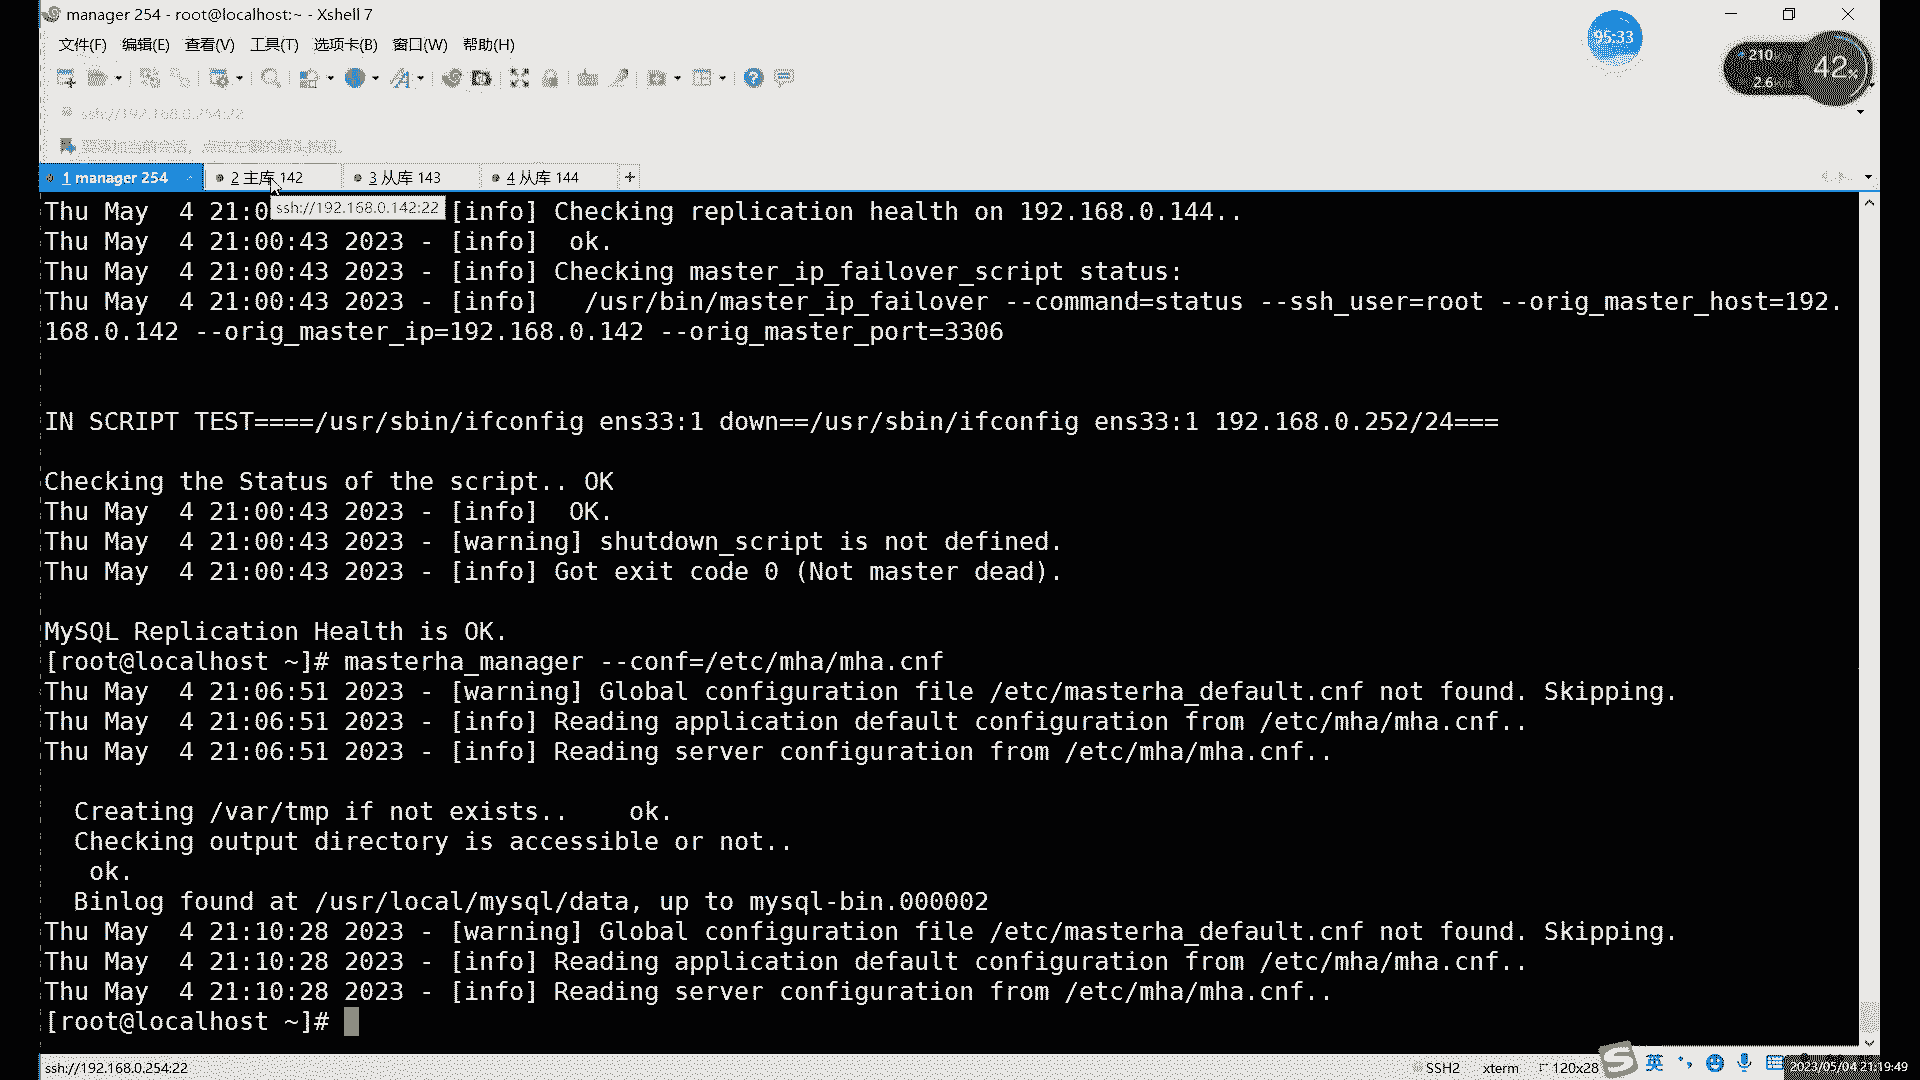 manager 254 - root@localhost:~ - Xshell 7
文件(F) 编辑(E) 查看(V) 工具(T) 选项卡(B) 窗口(W) 帮助(H)
95:33
210
2.6
42%
ssh://192.168.0.254:22
1 manager 254
2 主库 142
3 从库 143
4 从库 144
+
ssh://192.168.0.142:22
Thu May  4 21:0 [info] Checking replication health on 192.168.0.144..
Thu May  4 21:00:43 2023 - [info]  ok.
Thu May  4 21:00:43 2023 - [info] Checking master_ip_failover_script status:
Thu May  4 21:00:43 2023 - [info]   /usr/bin/master_ip_failover --command=status --ssh_user=root --orig_master_host=192.
168.0.142 --orig_master_ip=192.168.0.142 --orig_master_port=3306
IN SCRIPT TEST====/usr/sbin/ifconfig ens33:1 down==/usr/sbin/ifconfig ens33:1 192.168.0.252/24===
Checking the Status of the script.. OK
Thu May  4 21:00:43 2023 - [info]  OK.
Thu May  4 21:00:43 2023 - [warning] shutdown_script is not defined.
Thu May  4 21:00:43 2023 - [info] Got exit code 0 (Not master dead).
MySQL Replication Health is OK.
[root@localhost ~]# masterha_manager --conf=/etc/mha/mha.cnf
Thu May  4 21:06:51 2023 - [warning] Global configuration file /etc/masterha_default.cnf not found. Skipping.
Thu May  4 21:06:51 2023 - [info] Reading application default configuration from /etc/mha/mha.cnf..
Thu May  4 21:06:51 2023 - [info] Reading server configuration from /etc/mha/mha.cnf..
Creating /var/tmp if not exists..    ok.
Checking output directory is accessible or not..
ok.
Binlog found at /usr/local/mysql/data, up to mysql-bin.000002
Thu May  4 21:10:28 2023 - [warning] Global configuration file /etc/masterha_default.cnf not found. Skipping.
Thu May  4 21:10:28 2023 - [info] Reading application default configuration from /etc/mha/mha.cnf..
Thu May  4 21:10:28 2023 - [info] Reading server configuration from /etc/mha/mha.cnf..
[root@localhost ~]#
ssh://192.168.0.254:22
SSH2 xterm 120x28
英
2023/05/04 21:19:49